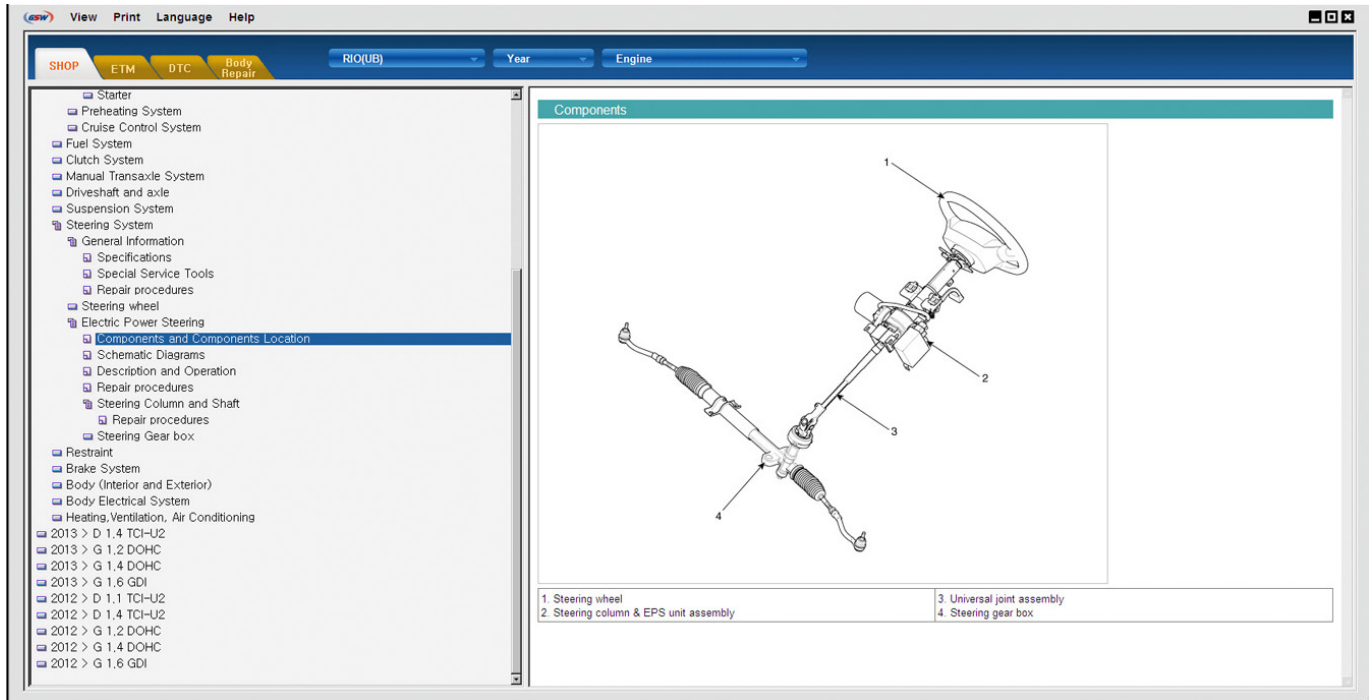 GSW View Print Language Help
SHOP ETM DTC Body Repair RIO(UB) Year Engine
Starter
Preheating System
Cruise Control System
Fuel System
Clutch System
Manual Transaxle System
Driveshaft and axle
Suspension System
Steering System
General Information
Specifications
Special Service Tools
Repair procedures
Steering wheel
Electric Power Steering
Components and Components Location
Schematic Diagrams
Description and Operation
Repair procedures
Steering Column and Shaft
Repair procedures
Steering Gear box
Restraint
Brake System
Body (Interior and Exterior)
Body Electrical System
Heating,Ventilation, Air Conditioning
2013 > D 1.4 TCI-U2
2013 > G 1.2 DOHC
2013 > G 1.4 DOHC
2013 > G 1.6 GDI
2012 > D 1.1 TCI-U2
2012 > D 1.4 TCI-U2
2012 > G 1.2 DOHC
2012 > G 1.4 DOHC
2012 > G 1.6 GDI
Components
1
2
3
4
1. Steering wheel
2. Steering column & EPS unit assembly
3. Universal joint assembly
4. Steering gear box